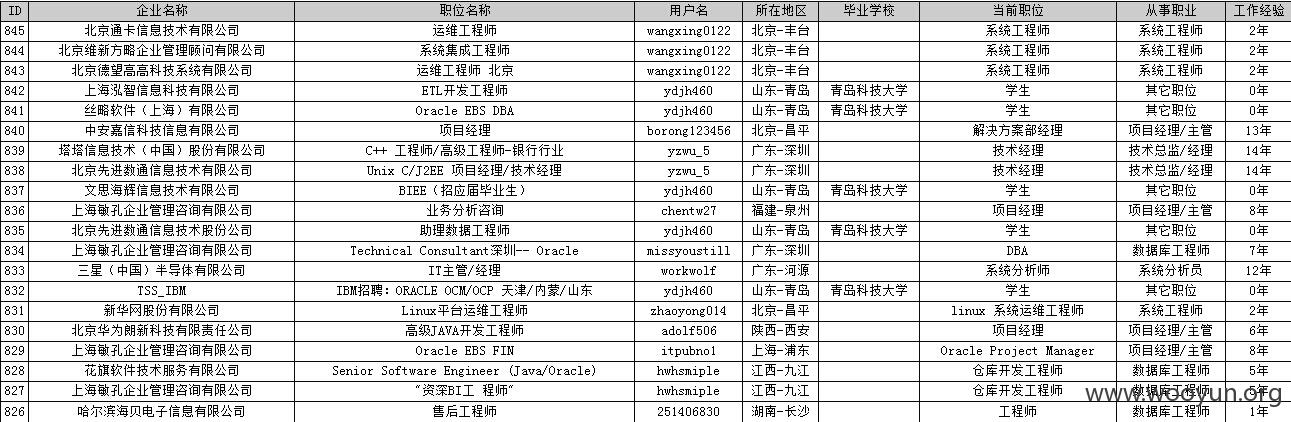 ID 企业名称 职位名称 用户名 所在地区 毕业学校 当前职位 从事职业 工作经验
845 北京通卡信息技术有限公司 运维工程师 wangxing0122 北京-丰台 系统工程师 系统工程师 2年
844 北京维新方略企业管理顾问有限公司 系统集成工程师 wangxing0122 北京-丰台 系统工程师 系统工程师 2年
843 北京德望高高科技系统有限公司 运维工程师 北京 wangxing0122 北京-丰台 系统工程师 系统工程师 2年
842 上海泓智信息科技有限公司 ETL开发工程师 ydjh460 山东-青岛 青岛科技大学 学生 其它职位 0年
841 丝略软件（上海）有限公司 Oracle EBS DBA ydjh460 山东-青岛 青岛科技大学 学生 其它职位 0年
840 中安嘉信科技信息有限公司 项目经理 borong123456 北京-昌平 解决方案部经理 项目经理/主管 13年
839 塔塔信息技术（中国）股份有限公司 C++ 工程师/高级工程师-银行行业 yzwu_5 广东-深圳 技术经理 技术总监/经理 14年
838 北京先进数通信息技术有限公司 Unix C/J2EE 项目经理/技术经理 yzwu_5 广东-深圳 技术经理 技术总监/经理 14年
837 文思海辉信息技术有限公司 BIEE（招应届毕业生） ydjh460 山东-青岛 青岛科技大学 学生 其它职位 0年
836 上海敏孔企业管理咨询有限公司 业务分析咨询 chentw27 福建-泉州 项目经理 项目经理/主管 8年
835 北京先进数通信息技术股份公司 助理数据工程师 ydjh460 山东-青岛 青岛科技大学 学生 其它职位 0年
834 上海敏孔企业管理咨询有限公司 Technical Consultant深圳-- Oracle missyoustill 广东-深圳 DBA 数据库工程师 7年
833 三星（中国）半导体有限公司 IT主管/经理 workwolf 广东-河源 系统分析师 系统分析员 12年
832 TSS_IBM IBM招聘：ORACLE OCM/OCP 天津/内蒙/山东 ydjh460 山东-青岛 青岛科技大学 学生 其它职位 0年
831 新华网股份有限公司 Linux平台运维工程师 zhaoyong014 北京-昌平 linux 系统运维工程师 系统工程师 2年
830 北京华为朗新科技有限责任公司 高级JAVA开发工程师 adolf506 陕西-西安 项目经理 项目经理/主管 6年
829 上海敏孔企业管理咨询有限公司 Oracle EBS FIN itpubno1 上海-浦东 Oracle Project Manager 项目经理/主管 8年
828 花旗软件技术服务有限公司 Senior Software Engineer (Java/Oracle) hwhsmiple 江西-九江 仓库开发工程师 数据库工程师 5年
827 上海敏孔企业管理咨询有限公司 "资深BI工 程师" hwhsmiple 江西-九江 仓库开发工程师 数据库工程师 5年
826 哈尔滨海贝电子信息有限公司 售后工程师 251406830 湖南-长沙 工程师 数据库工程师 1年
www.wooyun.org